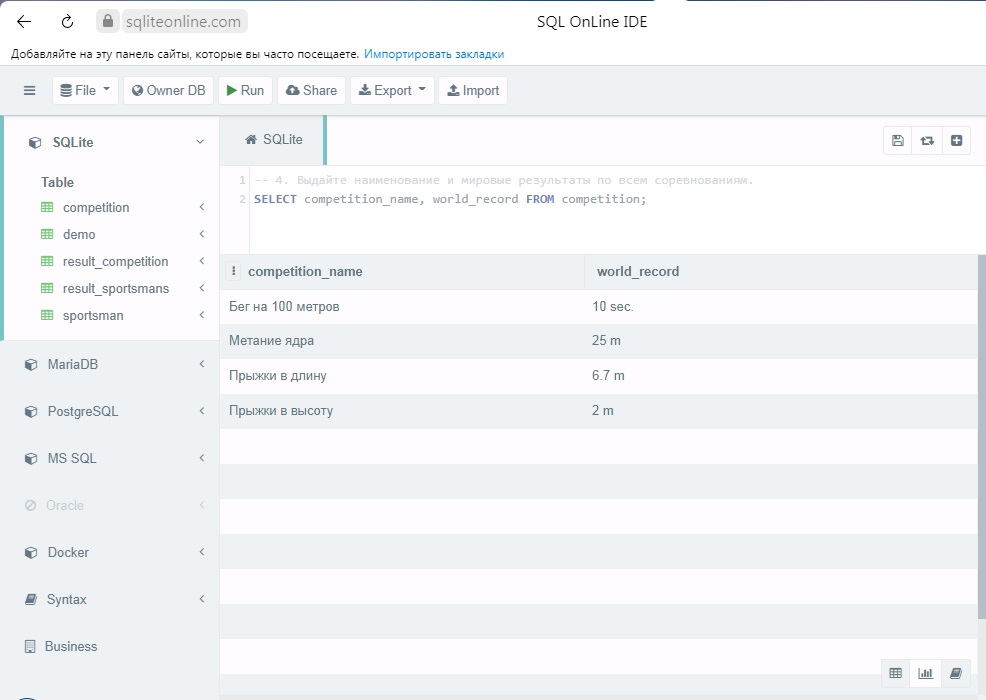 sqliteonline.com
SQL OnLine IDE
Добавляйте на эту панель сайты, которые вы часто посещаете. Импортировать закладки
File Owner DB Run Share Export Import
SQLite
SQLite
Table
competition
demo
result_competition
result_sportsmans
sportsman
MariaDB
PostgreSQL
MS SQL
Oracle
Docker
Syntax
Business
1 -- 4. Выдайте наименование и мировые результаты по всем соревнованиям.
2 SELECT competition_name, world_record FROM competition;
competition_name world_record
Бег на 100 метров 10 sec.
Метание ядра 25 m
Прыжки в длину 6.7 m
Прыжки в высоту 2 m